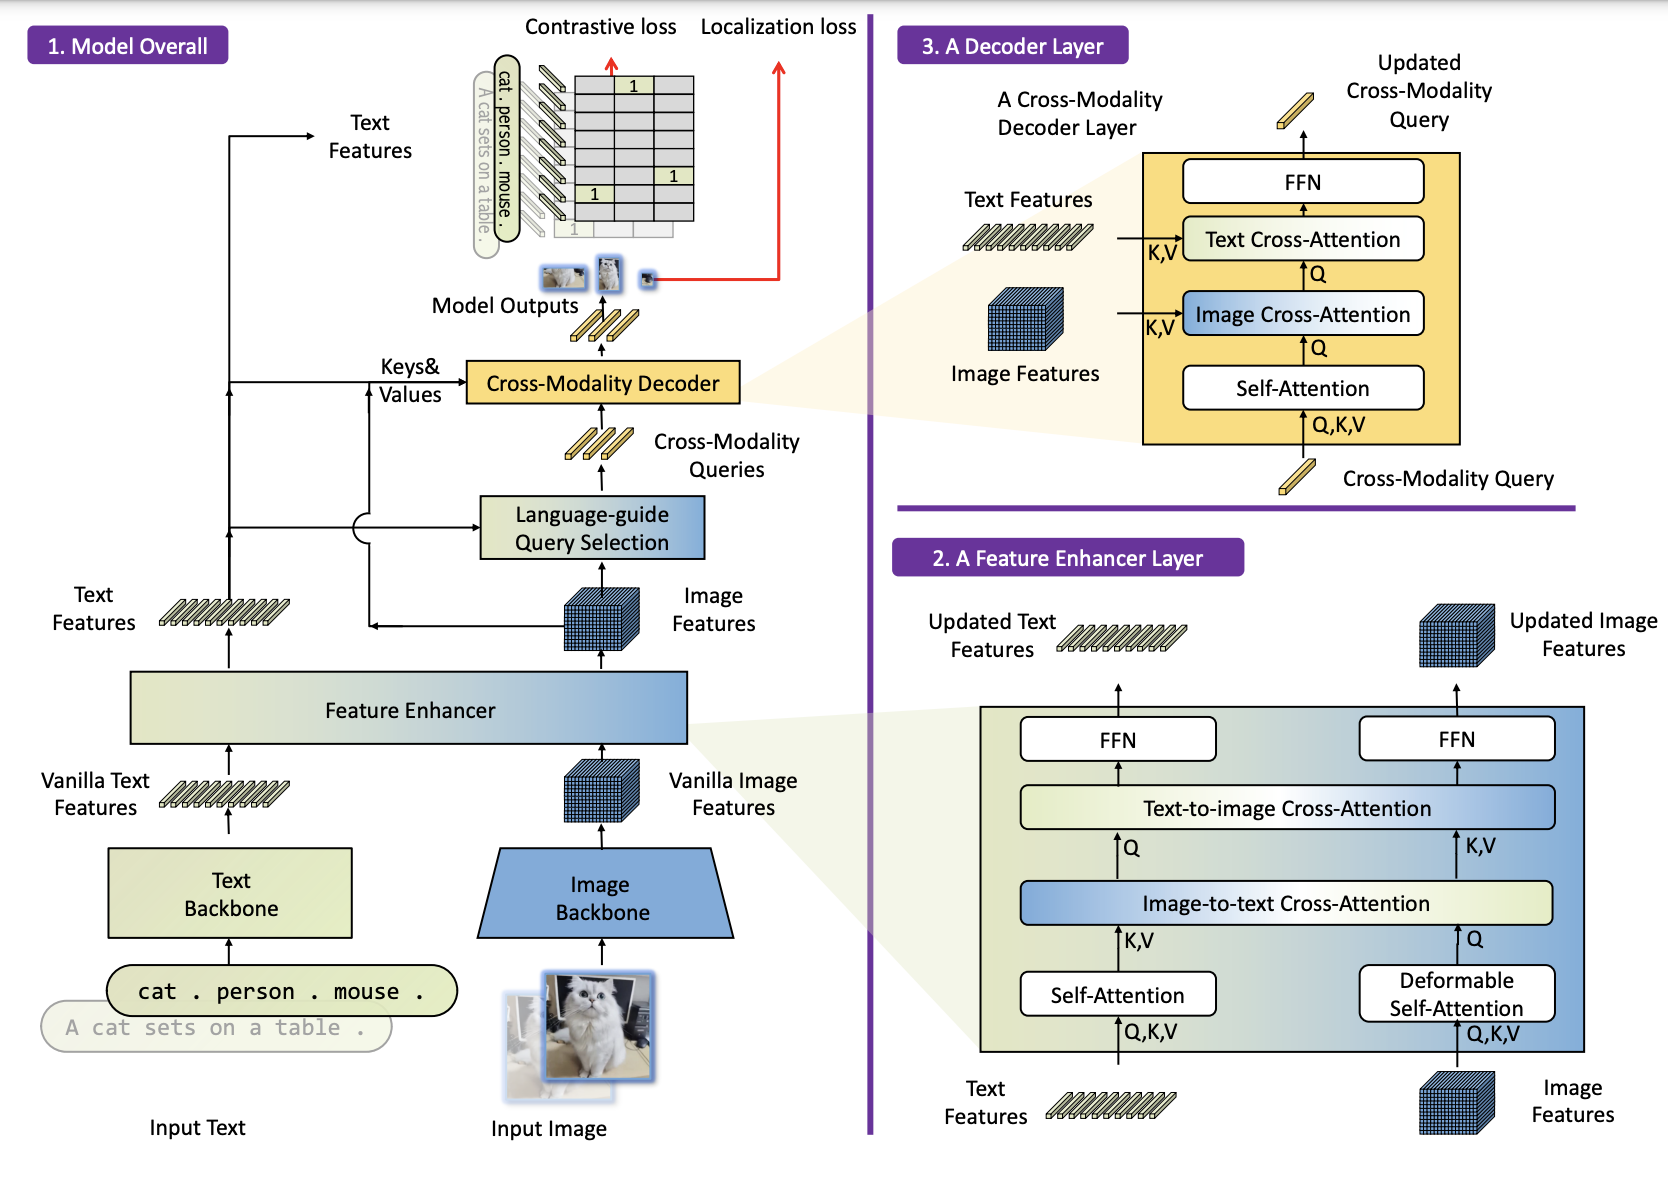 1. Model Overall
Contrastive loss
Localization loss
cat . person . mouse .
A cat sets on a table .
1
1
1
1
Text
Features
Model Outputs
Keys&
Values
Cross-Modality Decoder
Cross-Modality
Queries
Language-guide
Query Selection
Text
Features
Image
Features
Feature Enhancer
Vanilla Text
Features
Vanilla Image
Features
Text
Backbone
Image
Backbone
cat . person . mouse .
A cat sets on a table .
Input Text
Input Image
3. A Decoder Layer
Updated
Cross-Modality
Query
A Cross-Modality
Decoder Layer
FFN
Text Features
Text Cross-Attention
K,V
Q
Image Cross-Attention
K,V
Q
Image Features
Self-Attention
Q,K,V
Cross-Modality Query
2. A Feature Enhancer Layer
Updated Text
Features
Updated Image
Features
FFN
FFN
Text-to-image Cross-Attention
Q
K,V
Image-to-text Cross-Attention
K,V
Q
Self-Attention
Deformable
Self-Attention
Q,K,V
Q,K,V
Text
Features
Image
Features